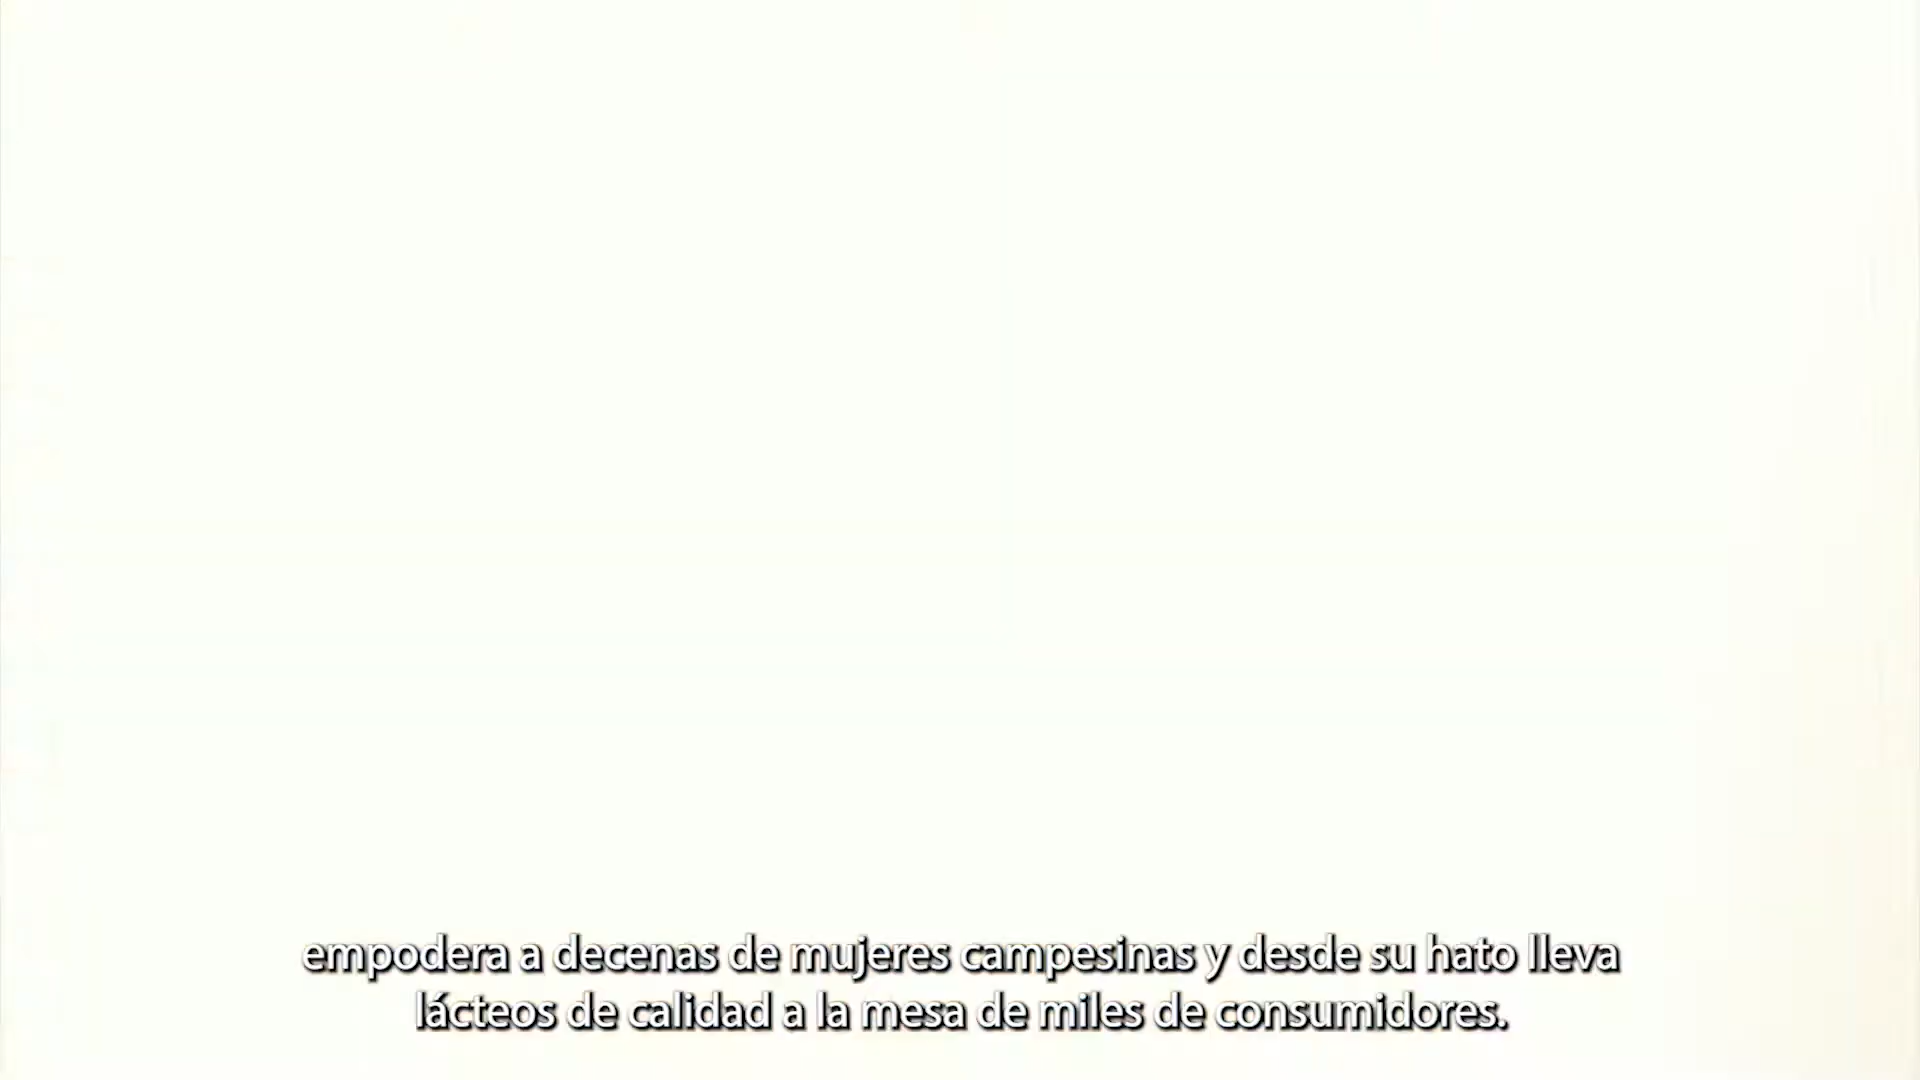 empodera a decenas de mujeres campesinas y desde su hato lleva
lácteos de calidad a la mesa de miles de consumidores.